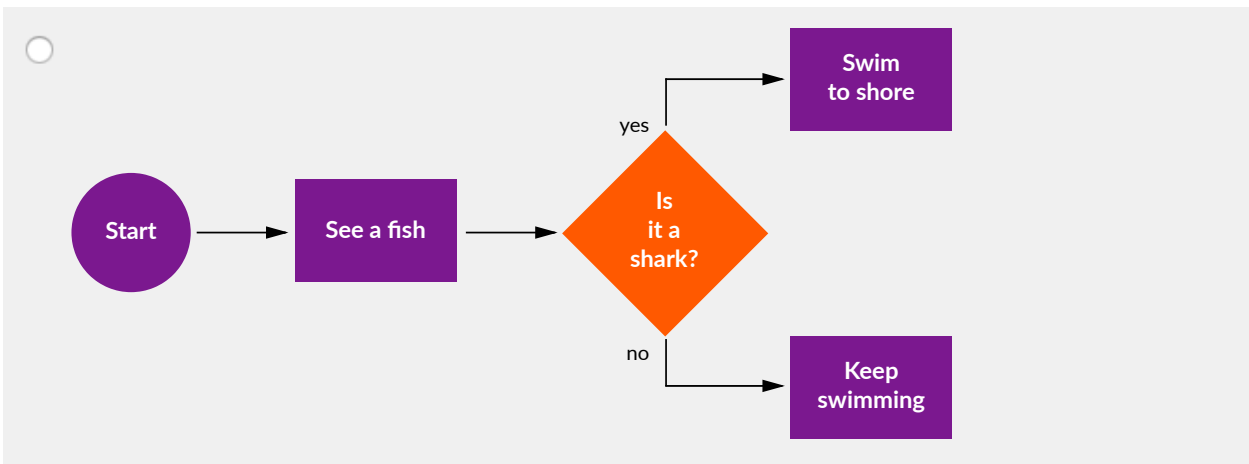 Start
See a fish
Is
it a
shark?
yes
Swim
to shore
no
Keep
swimming